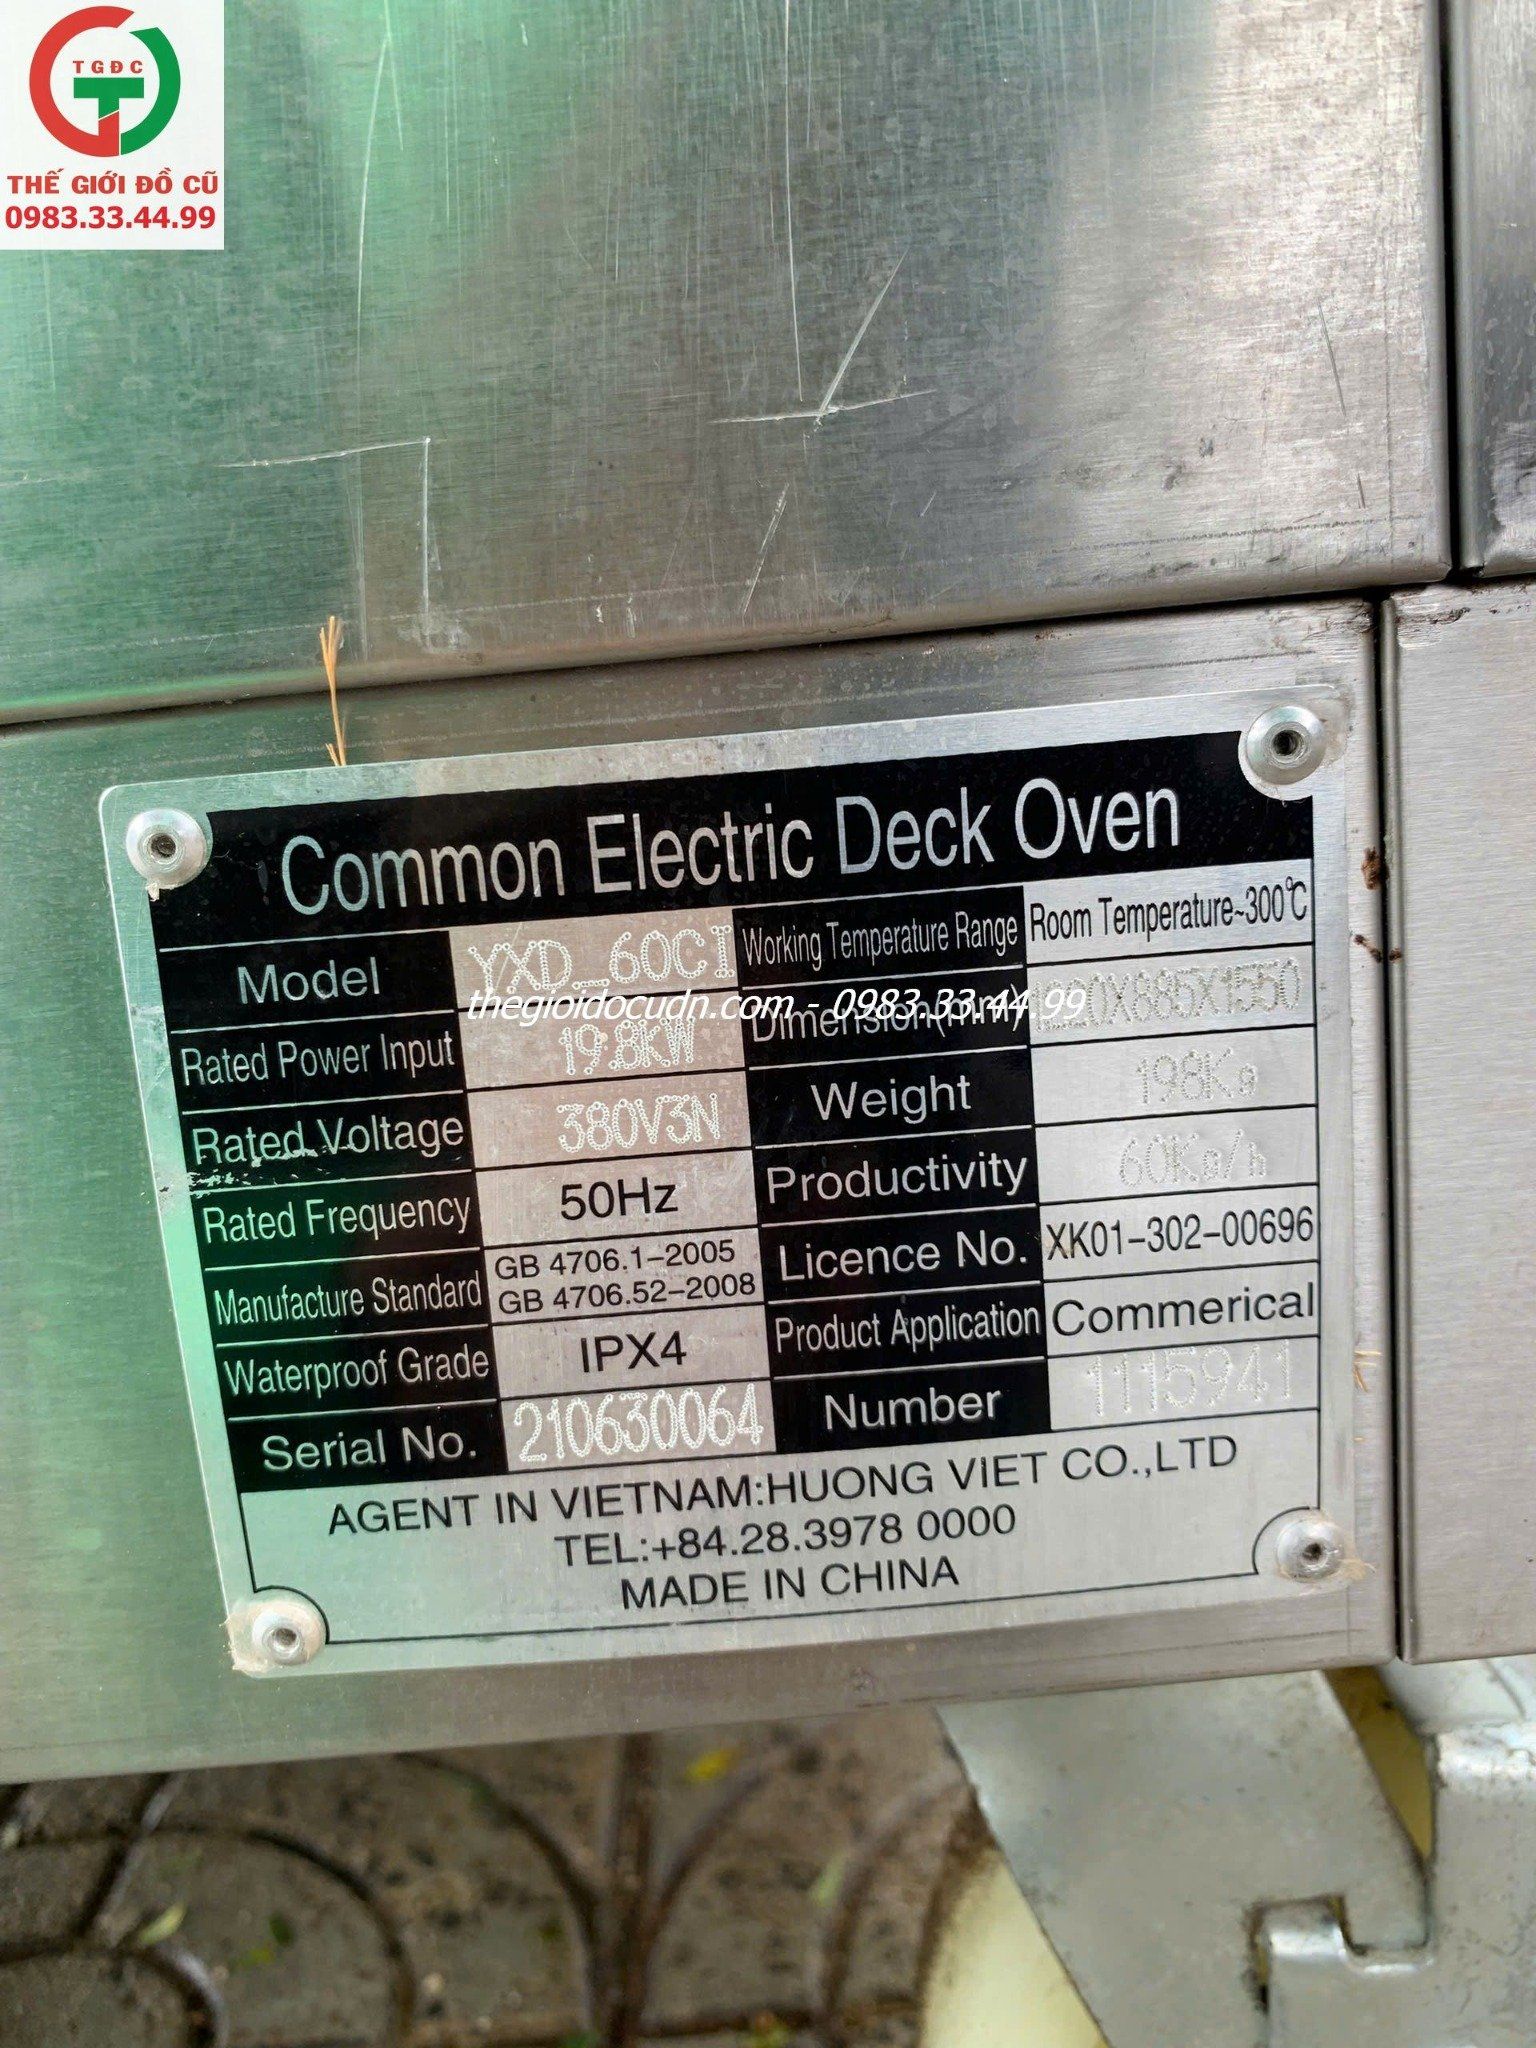 TGĐC
THẾ GIỚI ĐỒ CŨ
0983.33.44.99
Common Electric Deck Oven
Model YXD_60CI Working Temperature Range Room Temperature~300℃
thegioidocudn.com - 0983.33.44.99
Rated Power Input 19.8KW Dimension(mm)
Rated Voltage 380V3N Weight 198Kg
Rated Frequency 50Hz Productivity 60Kg/h
Manufacture Standard GB 4706.1-2005 GB 4706.52-2008 Licence No. XK01-302-00696
Waterproof Grade IPX4 Product Application Commerical
Serial No. 210630064 Number 1115941
AGENT IN VIETNAM:HUONG VIET CO.,LTD
TEL:+84.28.3978 0000
MADE IN CHINA